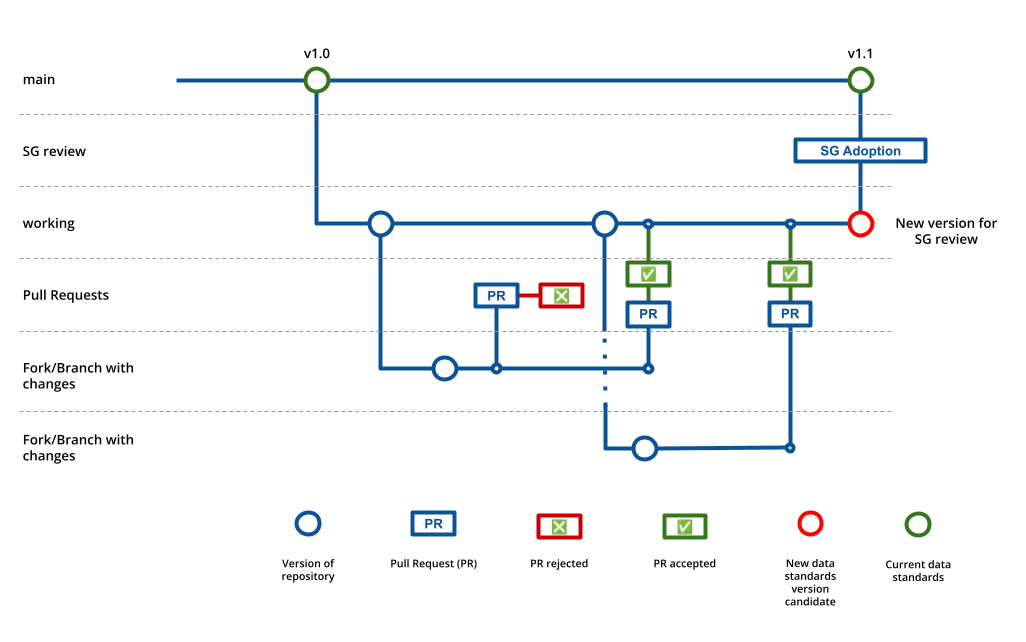 v1.0
v1.1
main
SG review
SG Adoption
working
New version for
SG review
Pull Requests
PR
PR
PR
Fork/Branch with
changes
Fork/Branch with
changes
PR
Version of
repository
Pull Request (PR)
PR rejected
PR accepted
New data
standards
version
candidate
Current data
standards